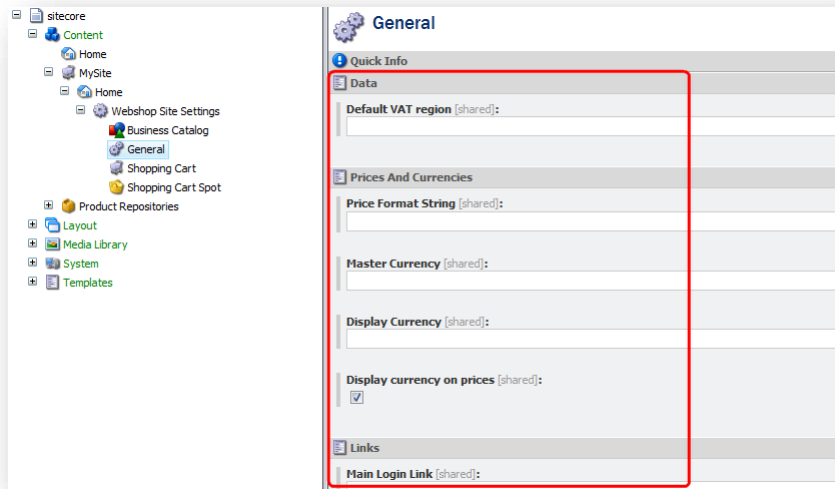 sitecore
Content
Home
MySite
Home
Webshop Site Settings
Business Catalog
General
Shopping Cart
Shopping Cart Spot
Product Repositories
Layout
Media Library
System
Templates
General
Quick Info
Data
Default VAT region [shared]:
Prices And Currencies
Price Format String [shared]:
Master Currency [shared]:
Display Currency [shared]:
Display currency on prices [shared]:
Links
Main Login Link [shared]: